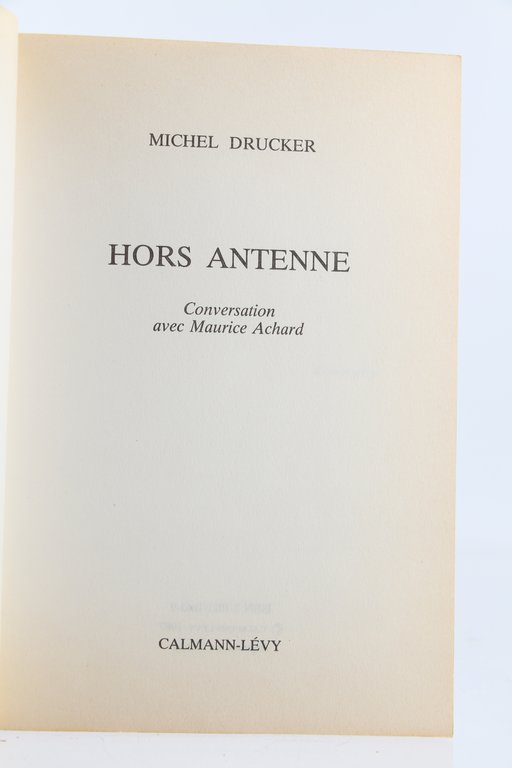 MICHEL DRUCKER
HORS ANTENNE
Conversation
avec Maurice Achard
CALMANN-LÉVY